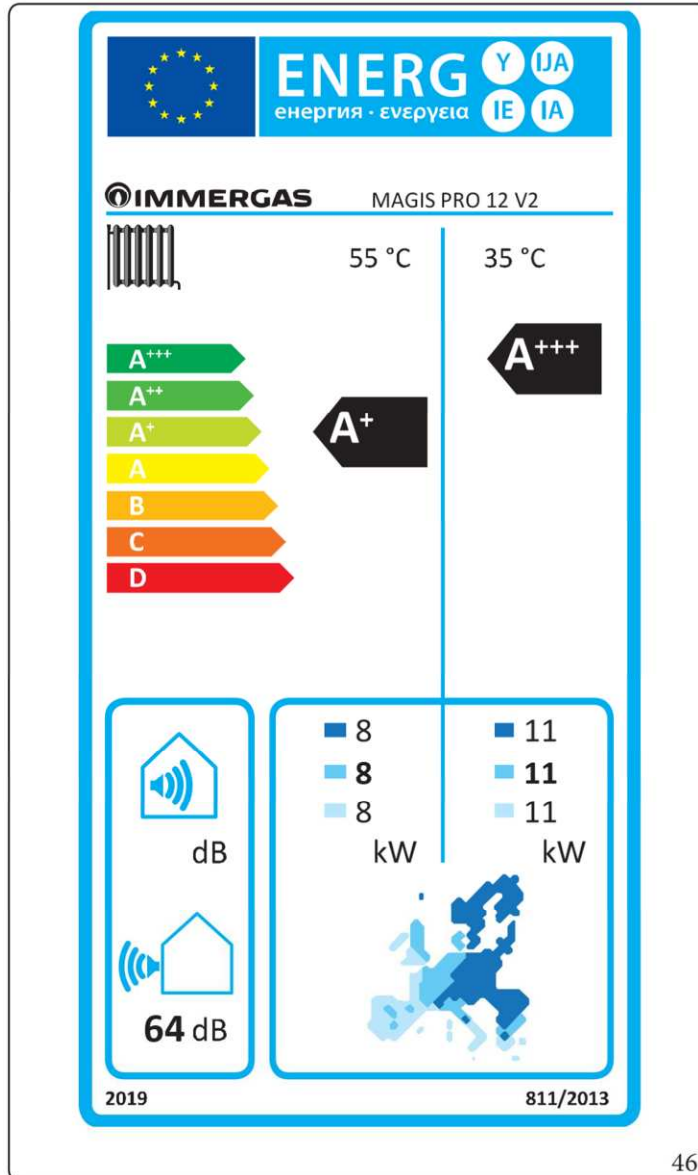 ENERG Y IJA
енергия · ενεργεια IE IA
IMMERGAS MAGIS PRO 12 V2
55 °C 35 °C
A+++ A+++
A++
A+ A+
A
B
C
D
8 11
8 11
8 11
dB kW kW
64 dB
2019 811/2013
46